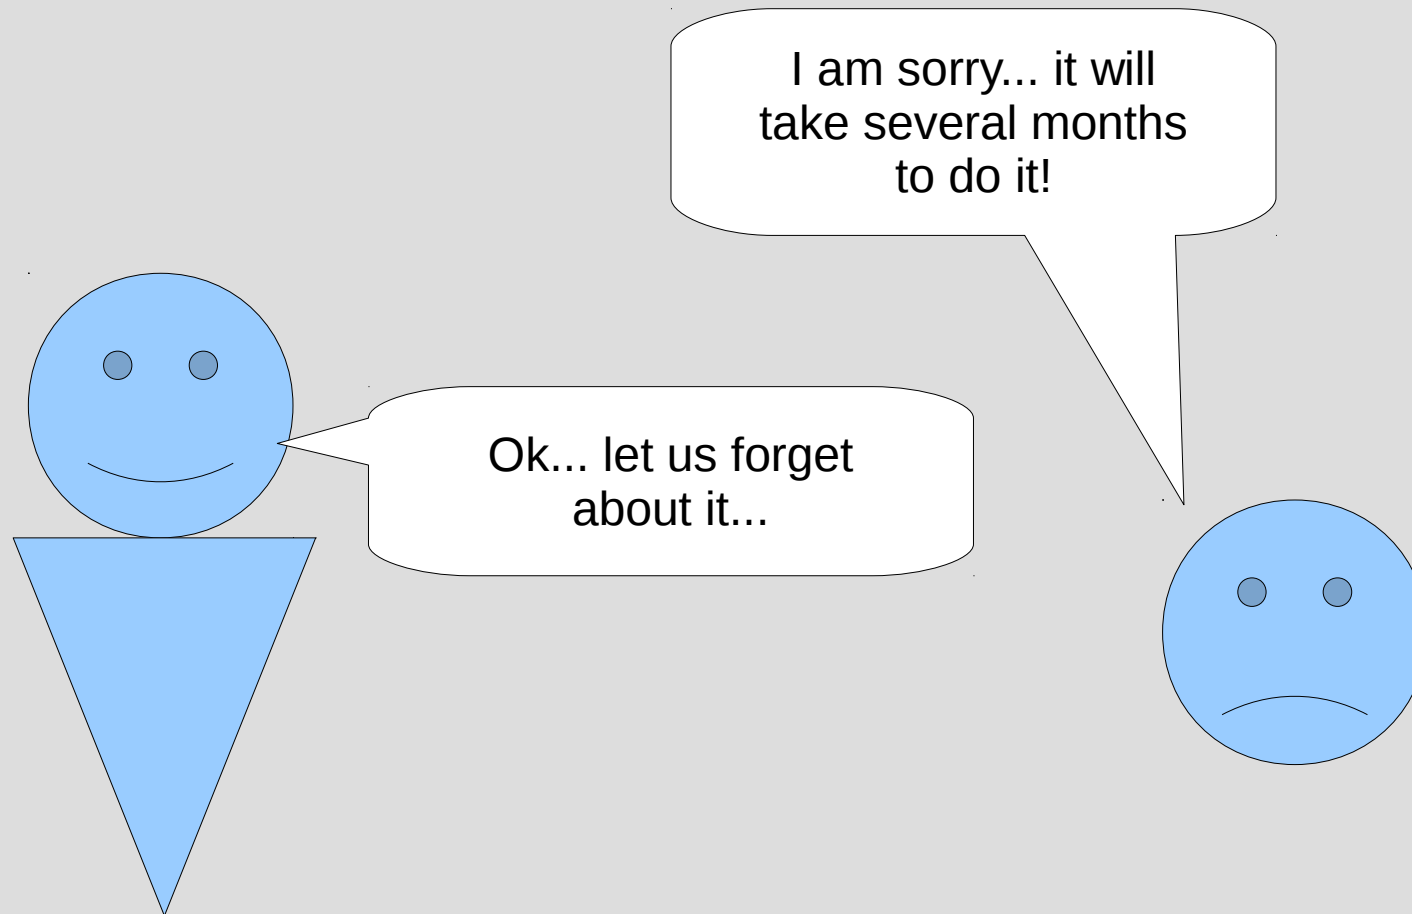 I am sorry... it will
take several months
to do it!
Ok... let us forget
about it...